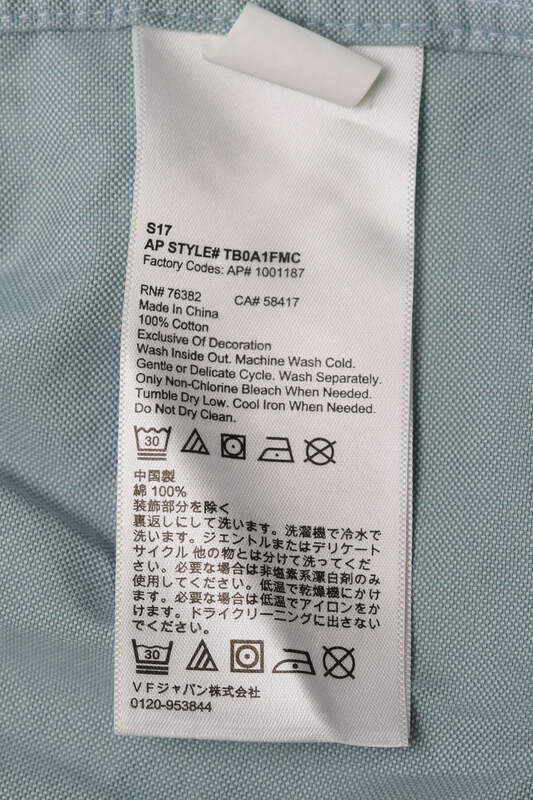 S17
AP STYLE# TB0A1FMC
Factory Codes: AP# 1001187
RN# 76382 CA# 58417
Made In China
100% Cotton
Exclusive Of Decoration
Wash Inside Out. Machine Wash Cold.
Gentle or Delicate Cycle. Wash Separately.
Only Non-Chlorine Bleach When Needed.
Tumble Dry Low. Cool Iron When Needed.
Do Not Dry Clean.
30
中国製
綿 100%
装飾部分を除く
裏返しにして洗います。洗濯機で冷水で
洗います。ジェントルまたはデリケート
サイクル 他の物とは分けて洗ってくだ
さい。必要な場合は非塩素系漂白剤のみ
使用してください。低温で乾燥機にかけ
ます。必要な場合は低温でアイロンをか
けます。ドライクリーニングに出さない
でください。
30
VFジャパン株式会社
0120-953844